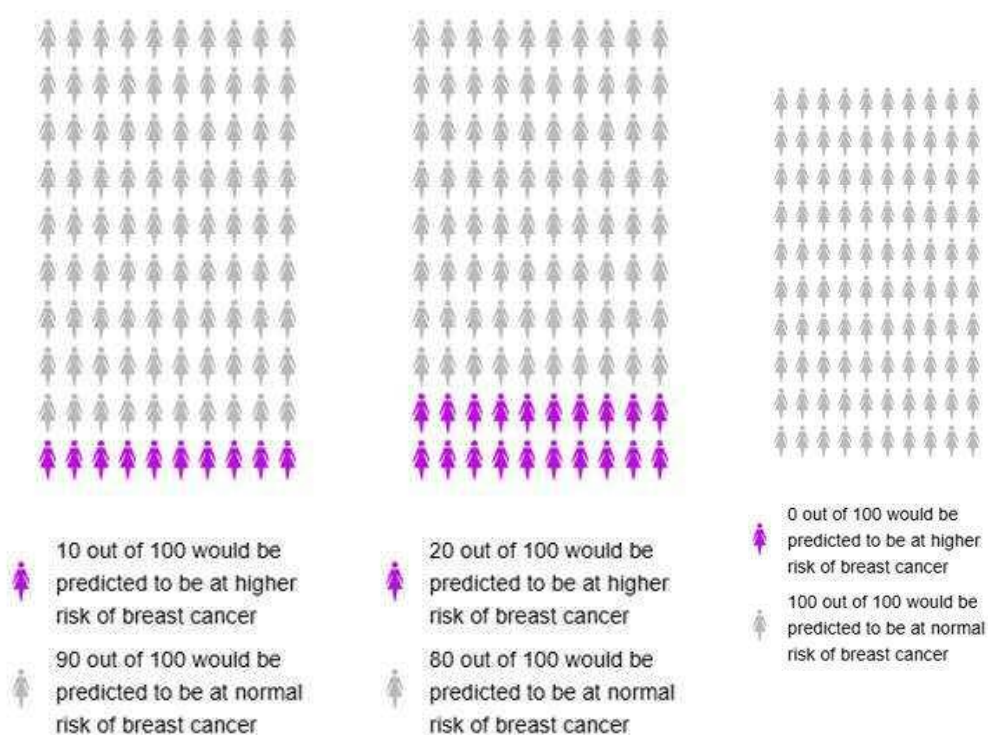 10 out of 100 would be
predicted to be at higher
risk of breast cancer
90 out of 100 would be
predicted to be at normal
risk of breast cancer
20 out of 100 would be
predicted to be at higher
risk of breast cancer
80 out of 100 would be
predicted to be at normal
risk of breast cancer
0 out of 100 would be
predicted to be at higher
risk of breast cancer
100 out of 100 would be
predicted to be at normal
risk of breast cancer